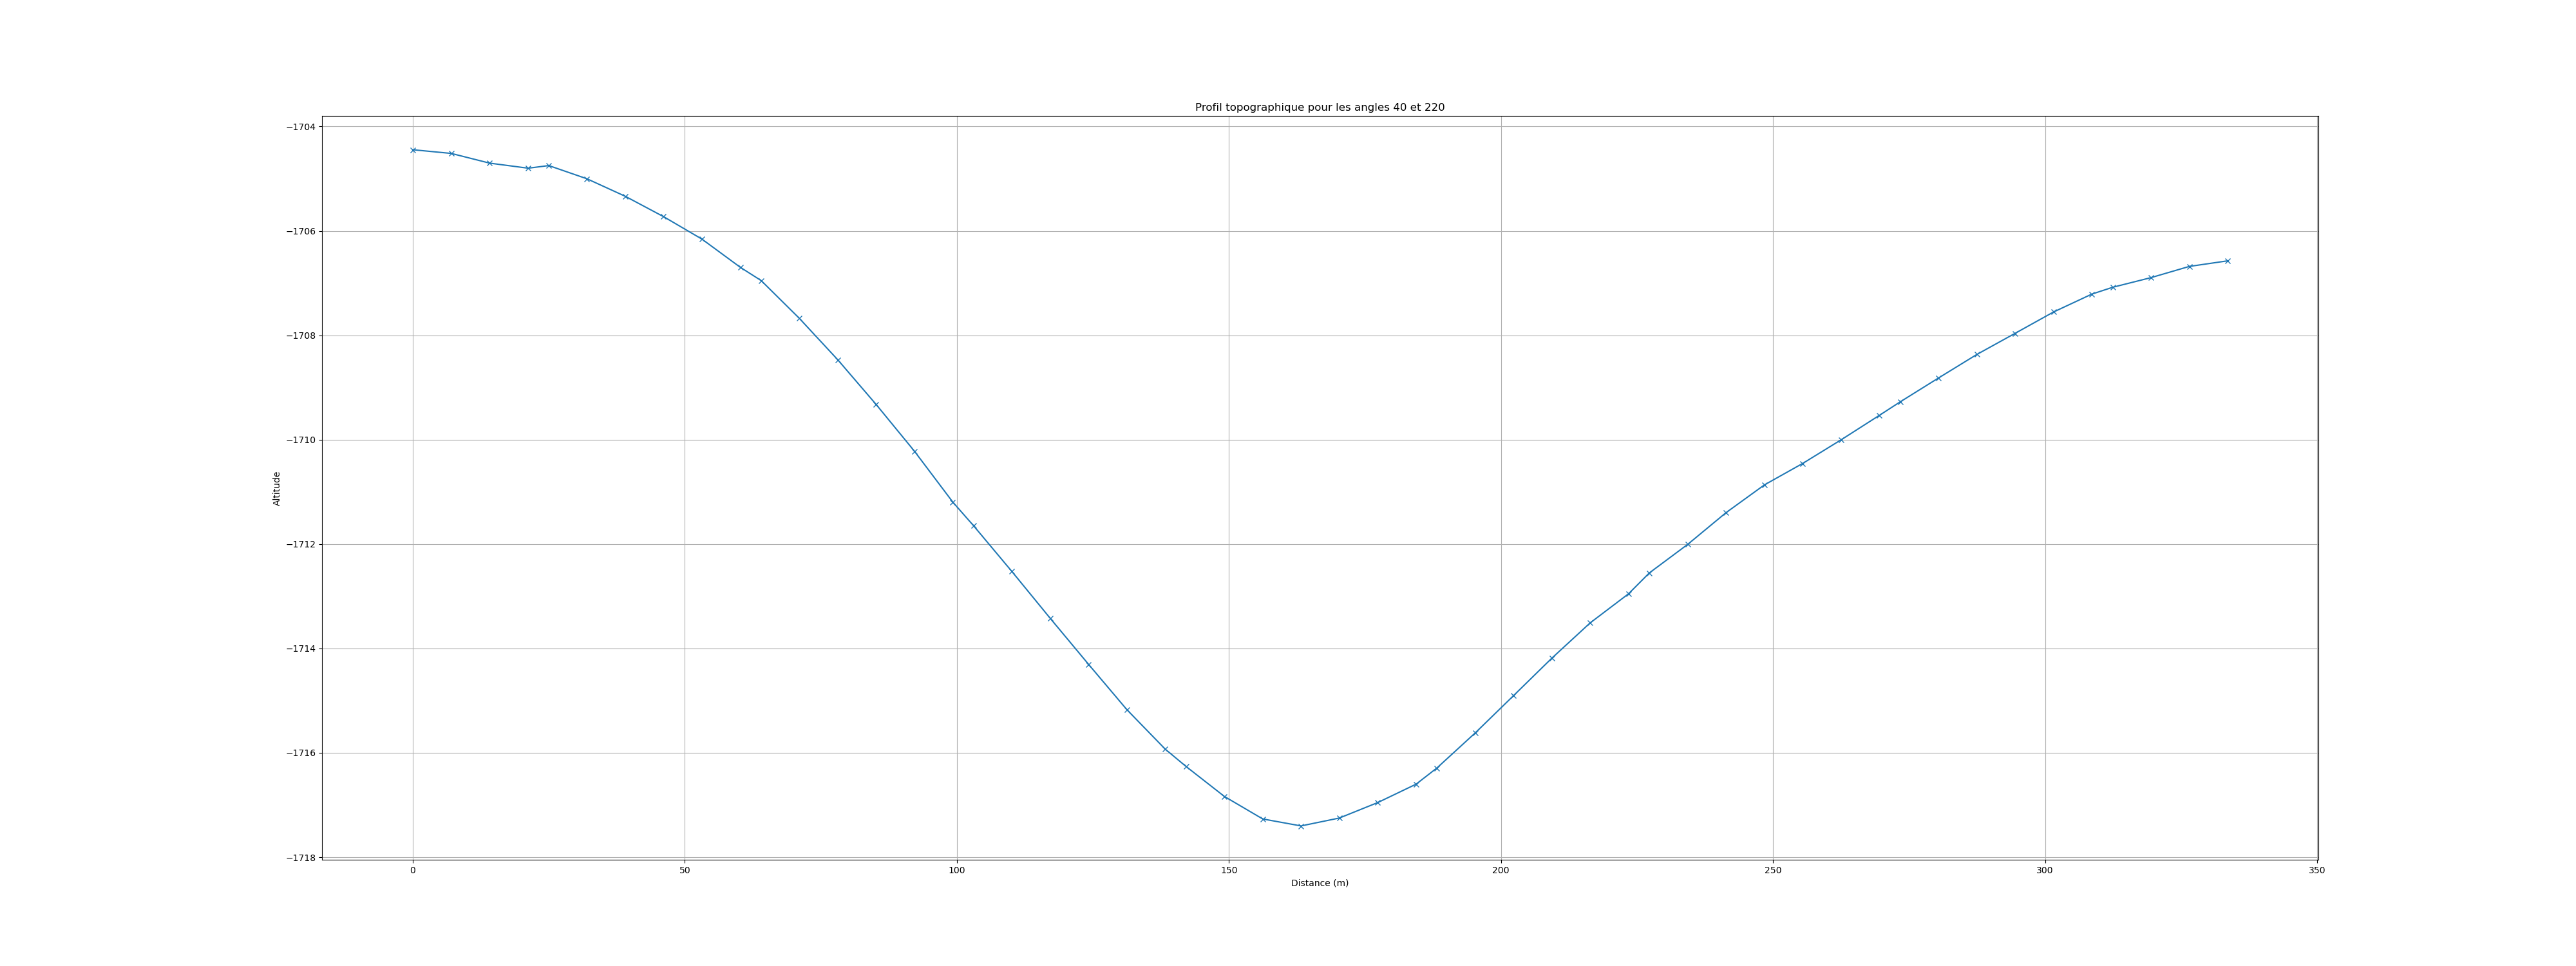 Profil topographique pour les angles 40 et 220
−1704
−1706
−1708
−1710
−1712
−1714
−1716
−1718
Altitude
0 50 100 150 200 250 300 350
Distance (m)